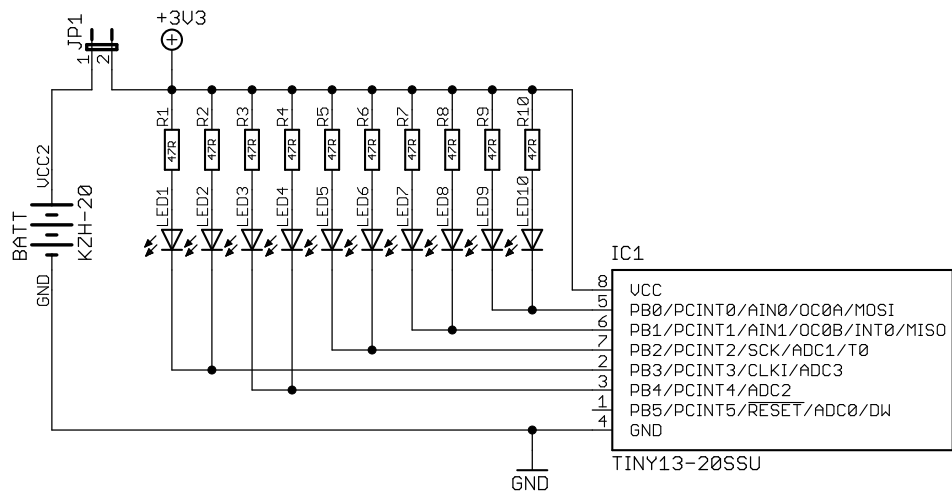 JP1
1
2
+3V3
R1
R2
R3
R4
R5
R6
R7
R8
R9
R10
47R
47R
47R
47R
47R
47R
47R
47R
47R
47R
LED1
LED2
LED3
LED4
LED5
LED6
LED7
LED8
LED9
LED10
VCC2
BATT
KZH-20
GND
IC1
8 VCC
5 PB0/PCINT0/AIN0/OC0A/MOSI
6 PB1/PCINT1/AIN1/OC0B/INT0/MISO
7 PB2/PCINT2/SCK/ADC1/T0
2 PB3/PCINT3/CLKI/ADC3
3 PB4/PCINT4/ADC2
1 PB5/PCINT5/RESET/ADC0/DW
4 GND
TINY13-20SSU
GND